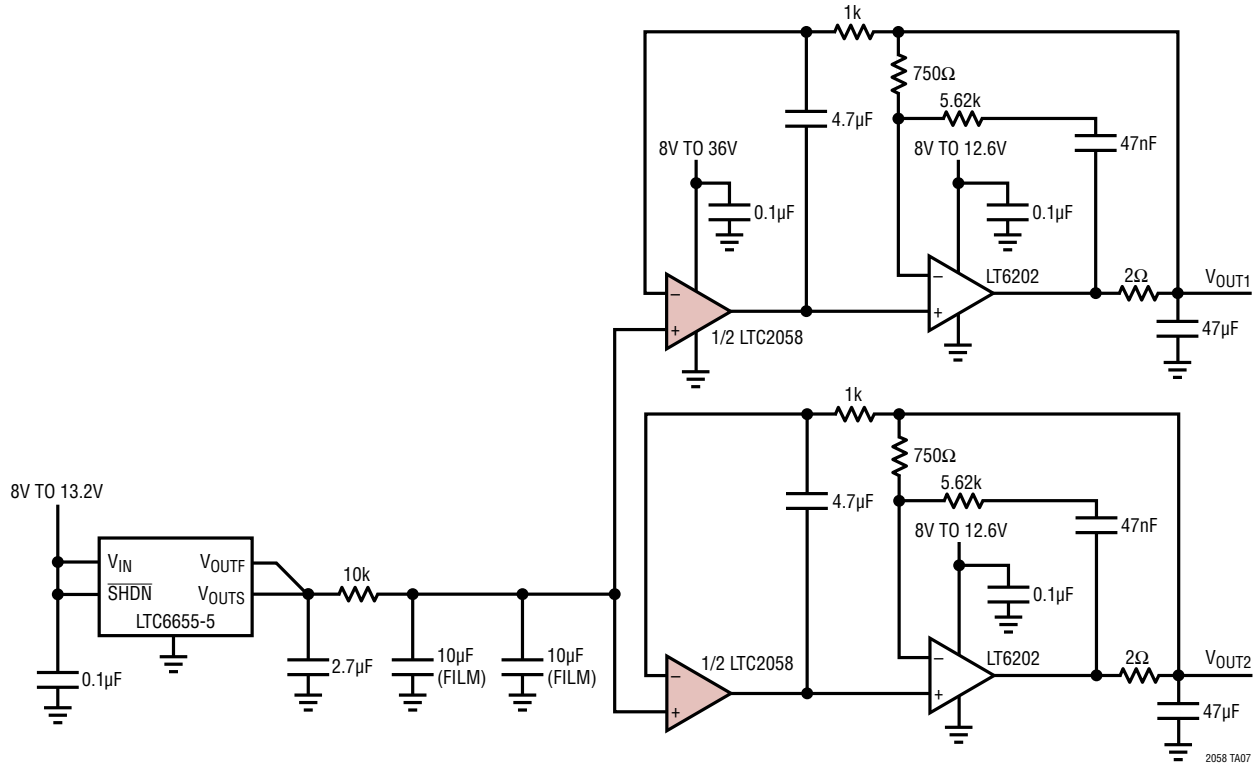 1k
750Ω
5.62k
4.7µF
47nF
8V TO 36V
8V TO 12.6V
0.1µF
0.1µF
–
+
1/2 LTC2058
–
+
LT6202
2Ω
VOUT1
47µF
1k
750Ω
5.62k
4.7µF
47nF
8V TO 12.6V
0.1µF
–
+
1/2 LTC2058
–
+
LT6202
2Ω
VOUT2
47µF
8V TO 13.2V
VIN
SHDN
VOUTF
VOUTS
LTC6655-5
0.1µF
10k
2.7µF
10µF
(FILM)
10µF
(FILM)
2058 TA07